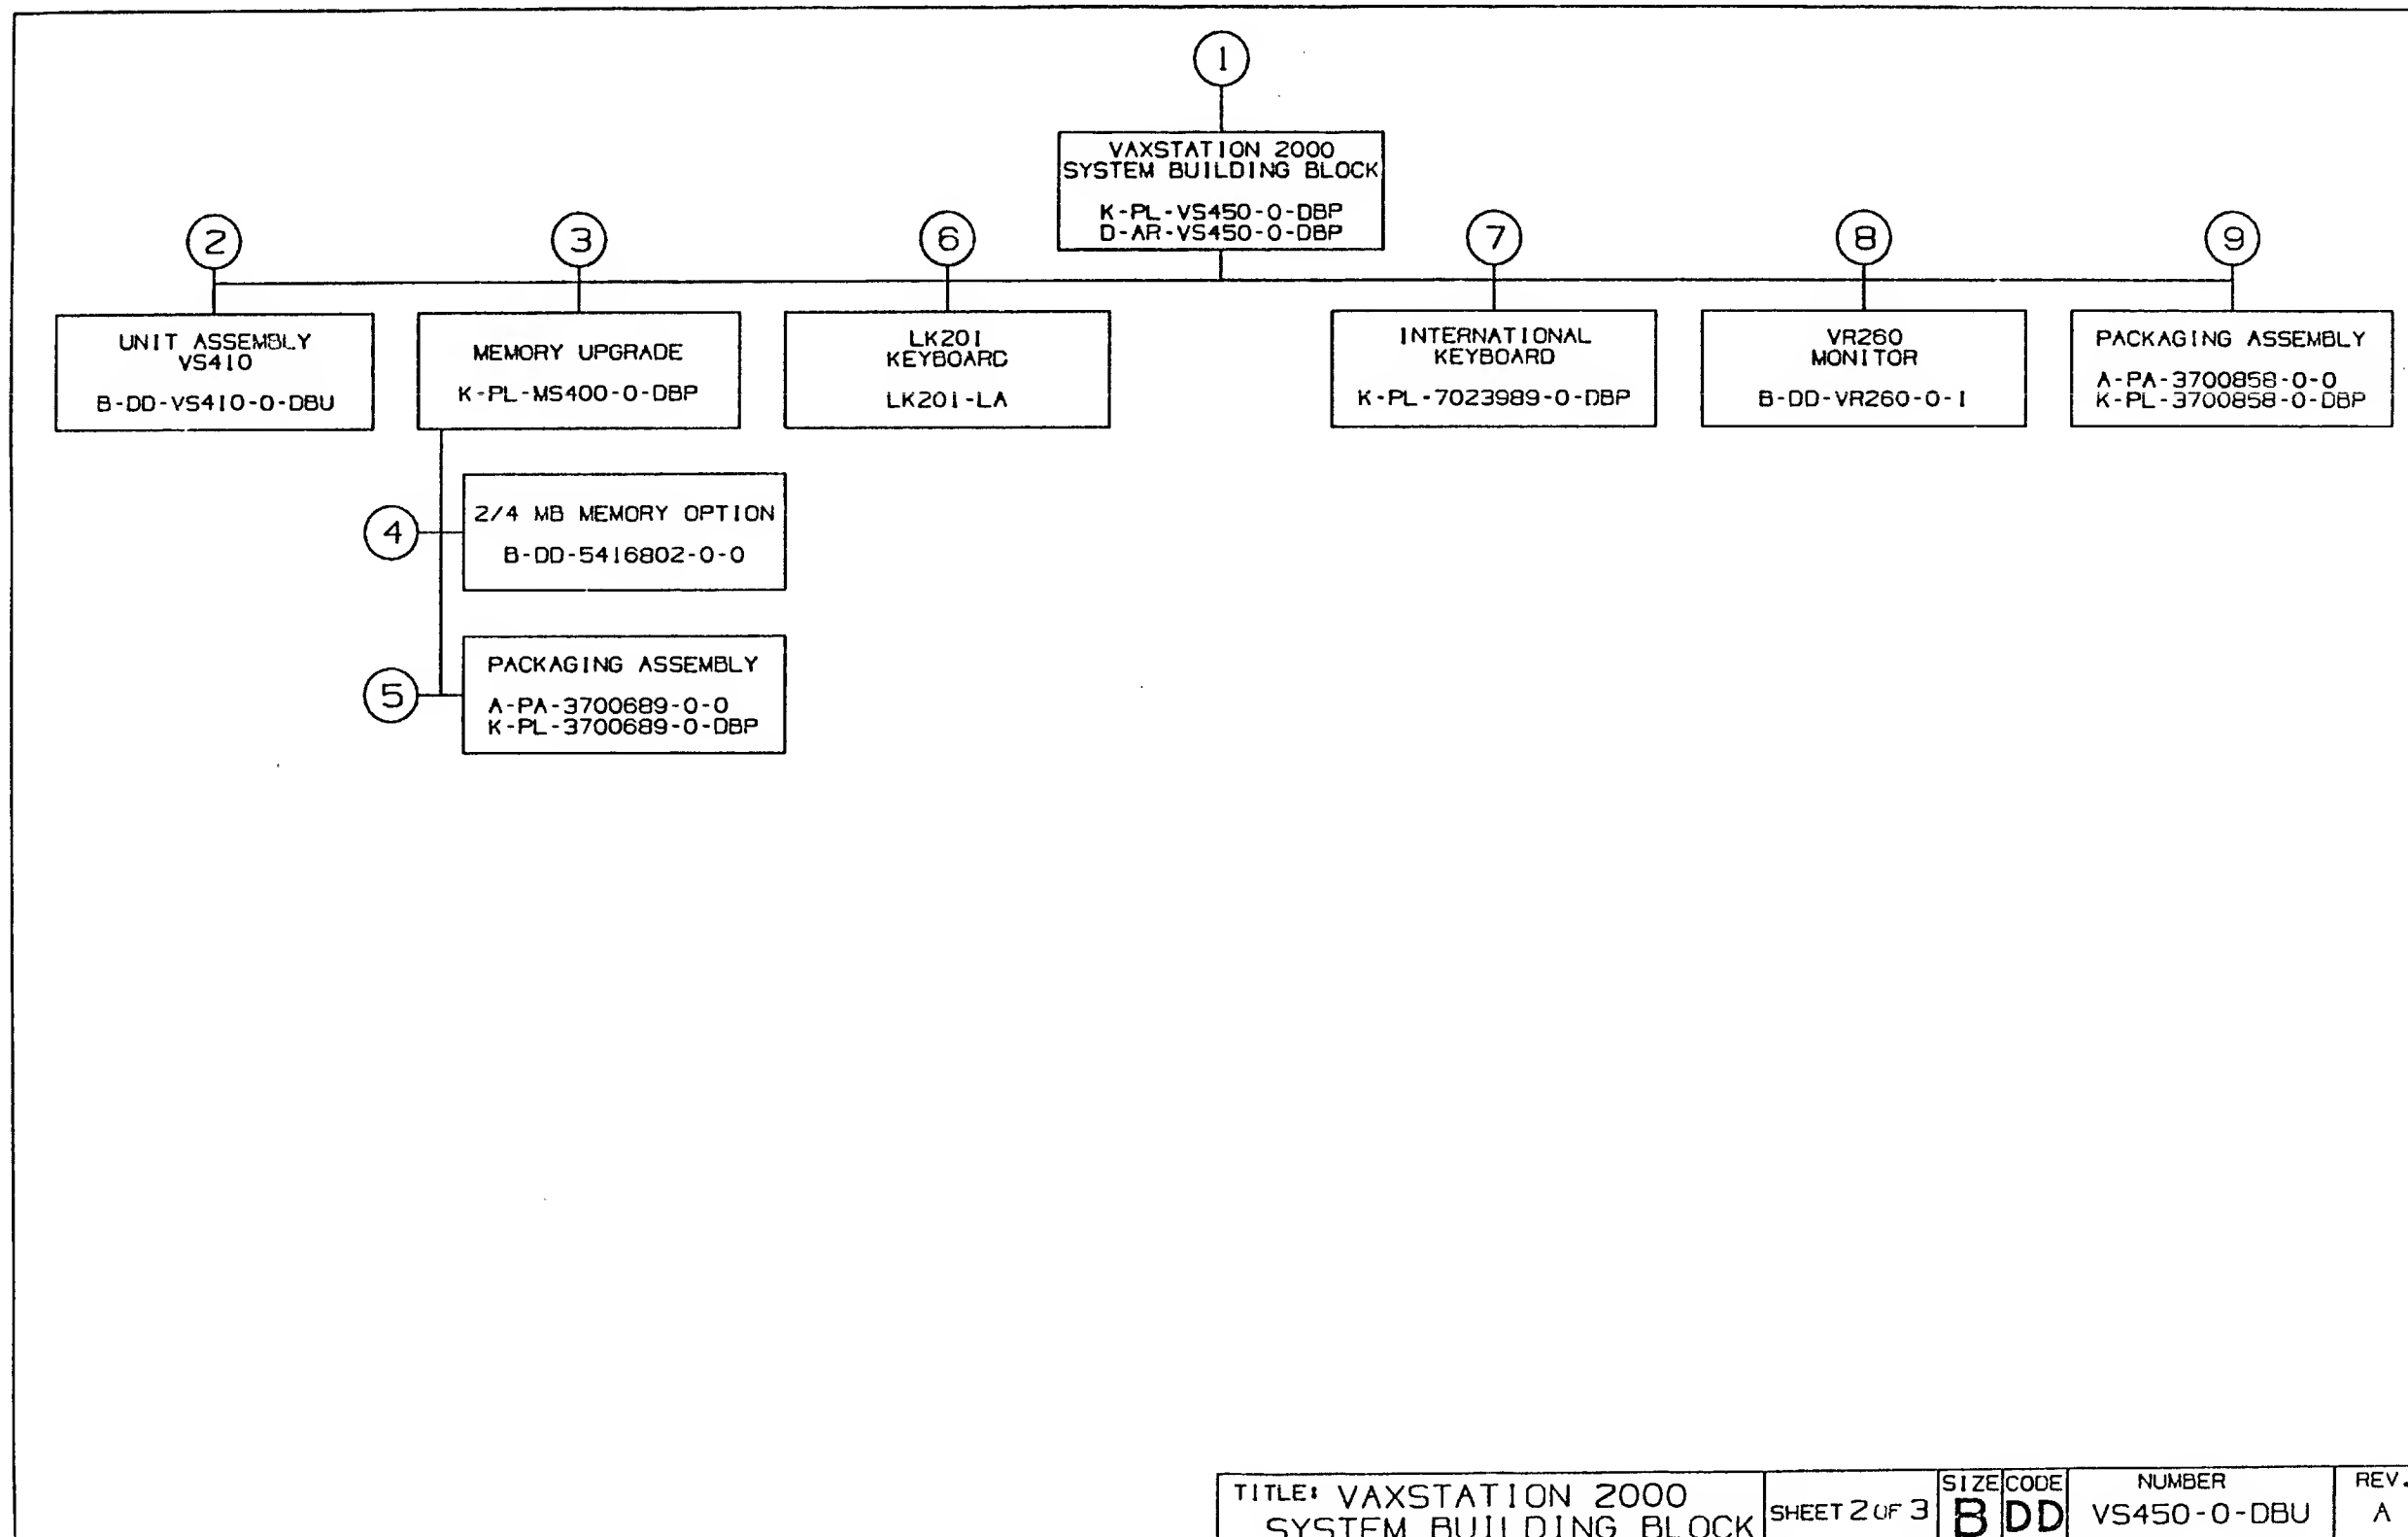 1
VAXSTATION 2000
SYSTEM BUILDING BLOCK
K-PL-VS450-0-DBP
D-AR-VS450-0-DBP
2
UNIT ASSEMBLY
VS410
B-DD-VS410-0-DBU
3
MEMORY UPGRADE
K-PL-MS400-0-DBP
4
2/4 MB MEMORY OPTION
B-DD-5416802-0-0
5
PACKAGING ASSEMBLY
A-PA-3700689-0-0
K-PL-3700689-0-DBP
6
LK201
KEYBOARD
LK201-LA
7
INTERNATIONAL
KEYBOARD
K-PL-7023989-0-DBP
8
VR260
MONITOR
B-DD-VR260-0-1
9
PACKAGING ASSEMBLY
A-PA-3700858-0-0
K-PL-3700858-0-DBP
TITLE: VAXSTATION 2000
SYSTEM BUILDING BLOCK
SHEET 2 OF 3
SIZE
B
CODE
DD
NUMBER
VS450-0-DBU
REV.
A